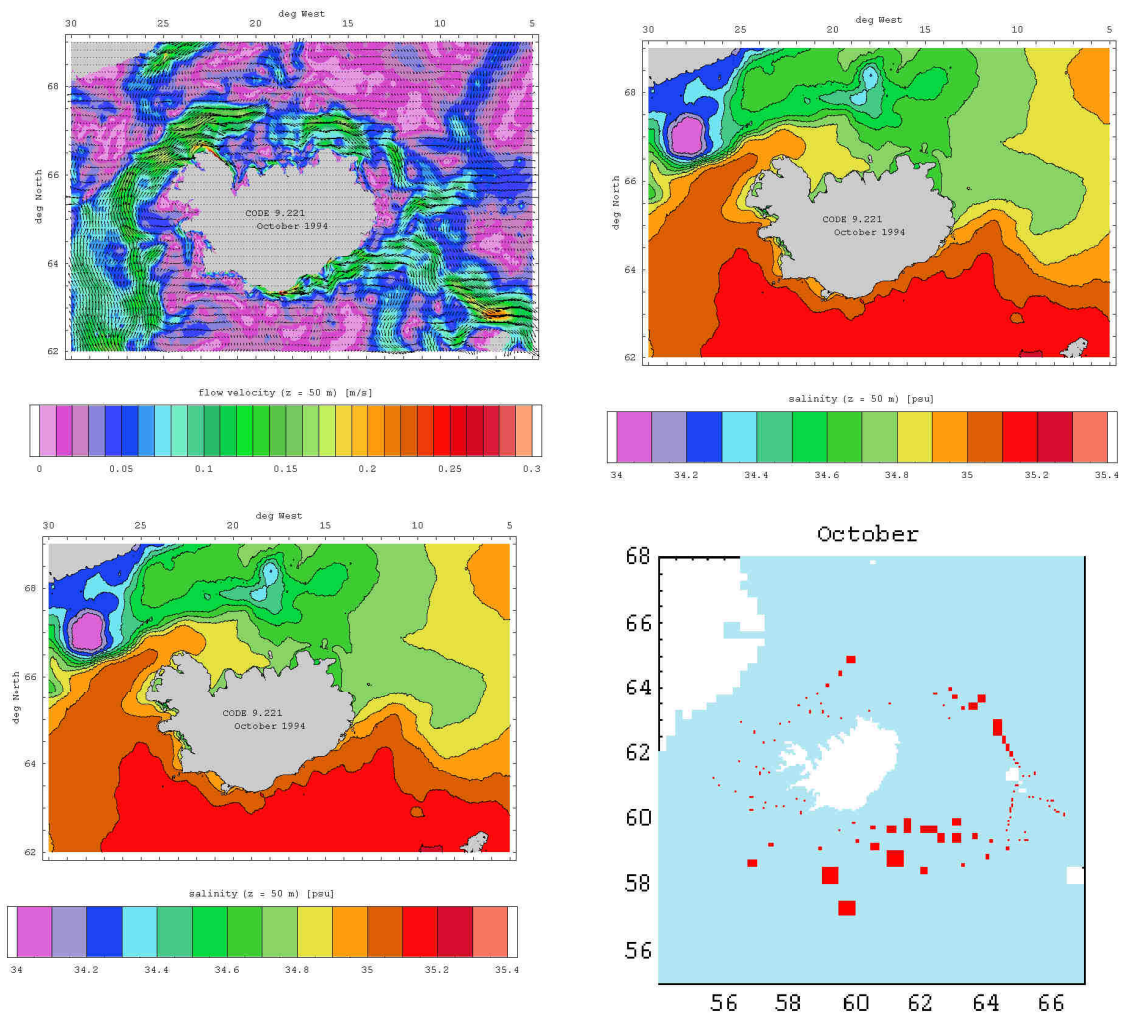 deg West
30 25 20 15 10 5
68
66
64
62
deg North
CODE 9.221
October 1994
flow velocity (z = 50 m) [m/s]
0 0.05 0.1 0.15 0.2 0.25 0.3
deg West
30 25 20 15 10 5
68
66
64
62
deg North
CODE 9.221
October 1994
salinity (z = 50 m) [psu]
34 34.2 34.4 34.6 34.8 35 35.2 35.4
deg West
30 25 20 15 10 5
68
66
64
62
deg North
CODE 9.221
October 1994
salinity (z = 50 m) [psu]
34 34.2 34.4 34.6 34.8 35 35.2 35.4
October
68
66
64
62
60
58
56
56 58 60 62 64 66